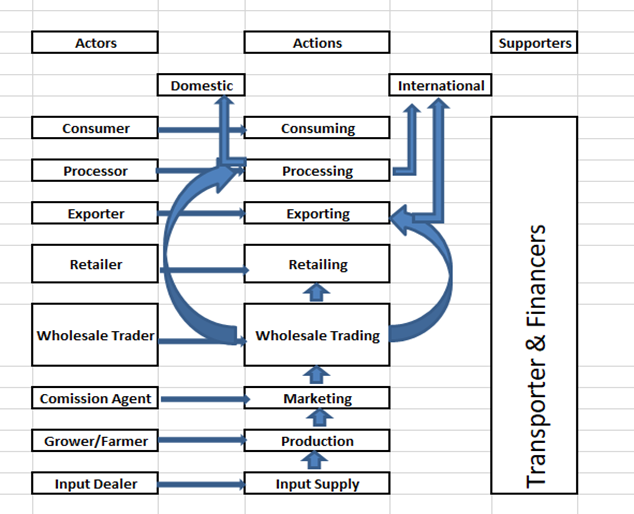 Actors Actions Supporters
Domestic International
Consumer Consuming
Processor Processing
Exporter Exporting
Retailer Retailing
Wholesale Trader Wholesale Trading
Comission Agent Marketing
Grower/Farmer Production
Input Dealer Input Supply
Transporter & Financers